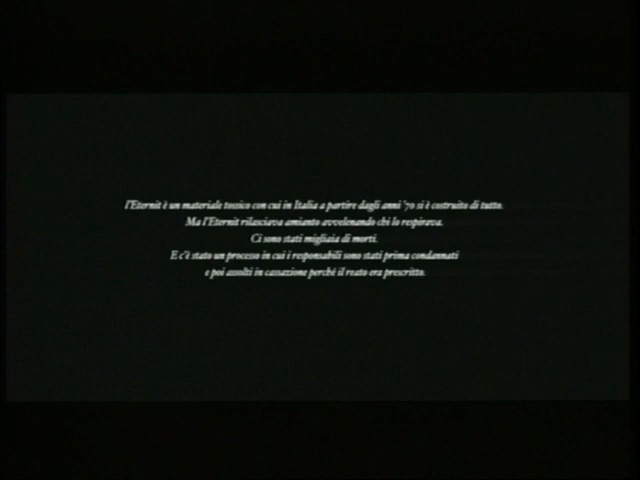 l'Eternit è un materiale tossico con cui in Italia a partire dagli anni '70 si è costruito di tutto.
Ma l'Eternit rilasciava amianto avvelenando chi lo respirava.
Ci sono stati migliaia di morti.
E c'è stato un processo in cui i responsabili sono stati prima condannati
e poi assolti in cassazione perché il reato era prescritto.